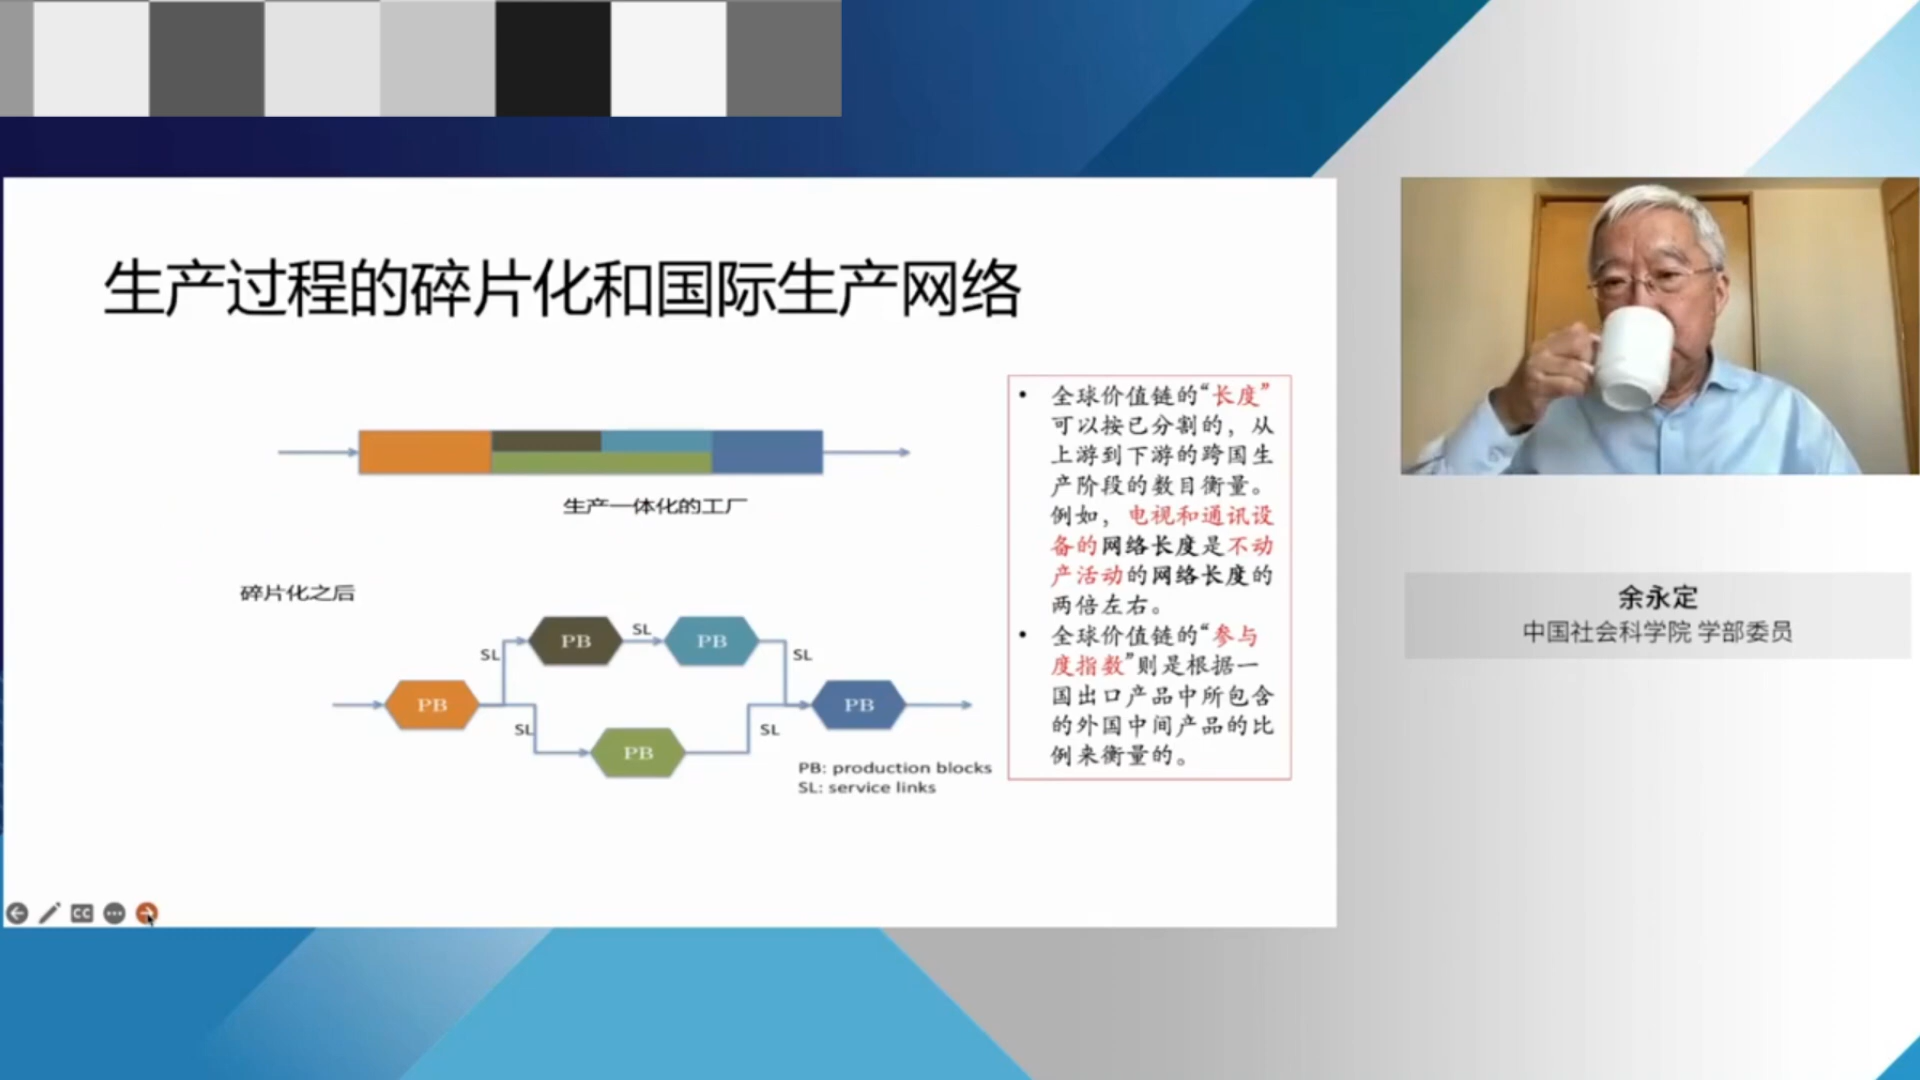 生产过程的碎片化和国际生产网络
生产一体化的工厂
碎片化之后
PB
SL
PB
SL
SL
PB
PB
SL
PB
SL
PB: production blocks
SL: service links
• 全球价值链的“长度”
可以按已分割的，从
上游到下游的跨国生
产阶段的数目衡量。
例如，电视和通讯设
备的网络长度是不动
产活动的网络长度的
两倍左右。
• 全球价值链的“参与
度指数”则是根据一
国出口产品中所包含
的外国中间产品的比
例来衡量的。
CC
余永定
中国社会科学院 学部委员